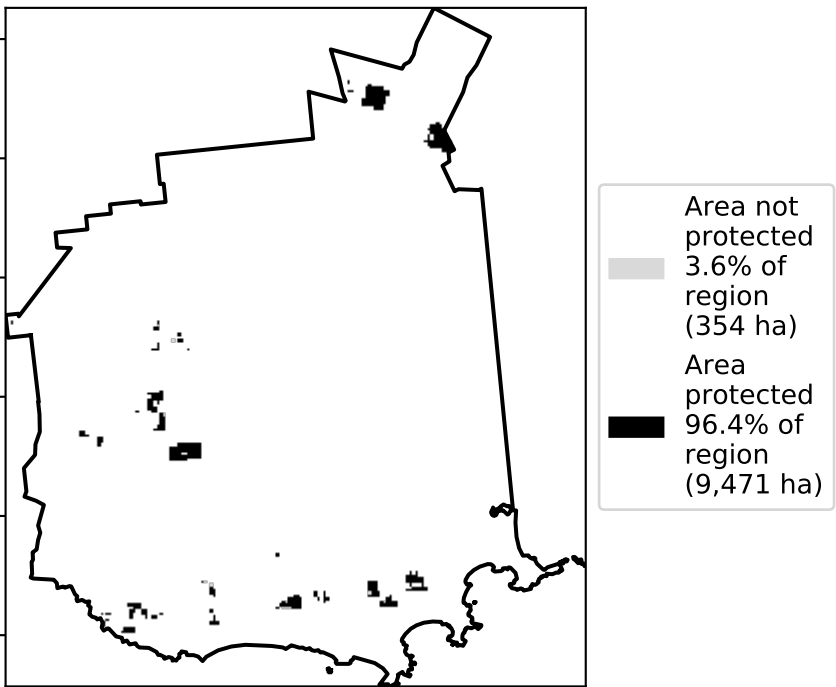 Area not
protected
3.6% of
region
(354 ha)
Area
protected
96.4% of
region
(9,471 ha)